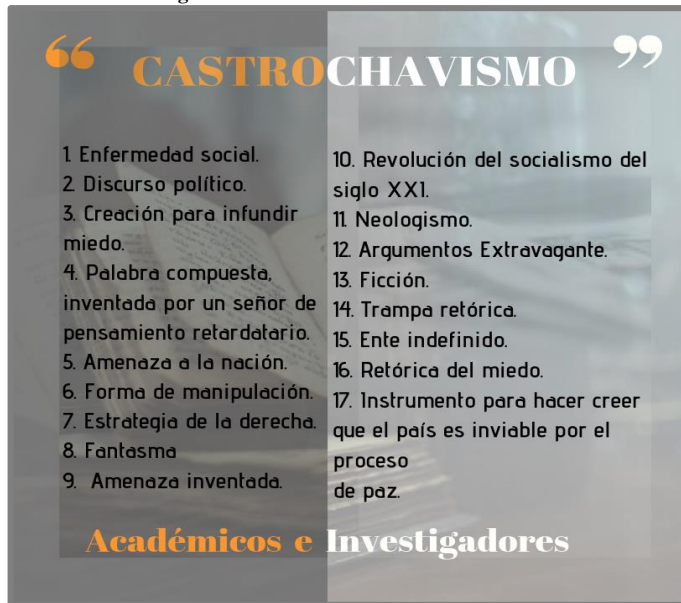 “ CASTROCHAVISMO ”
1 Enfermedad social.
2 Discurso político.
3. Creación para infundir
miedo.
4. Palabra compuesta,
inventada por un señor de
pensamiento retardatario.
5. Amenaza a la nación.
6. Forma de manipulación.
7. Estrategia de la derecha.
8. Fantasma
9. Amenaza inventada.
10. Revolución del socialismo del
siglo XX1.
11. Neologismo.
12. Argumentos Extravagante.
13. Ficción.
14. Trampa retórica.
15. Ente indefinido.
16. Retórica del miedo.
17. Instrumento para hacer creer
que el país es inviable por el
proceso
de paz.
Académicos e Investigadores